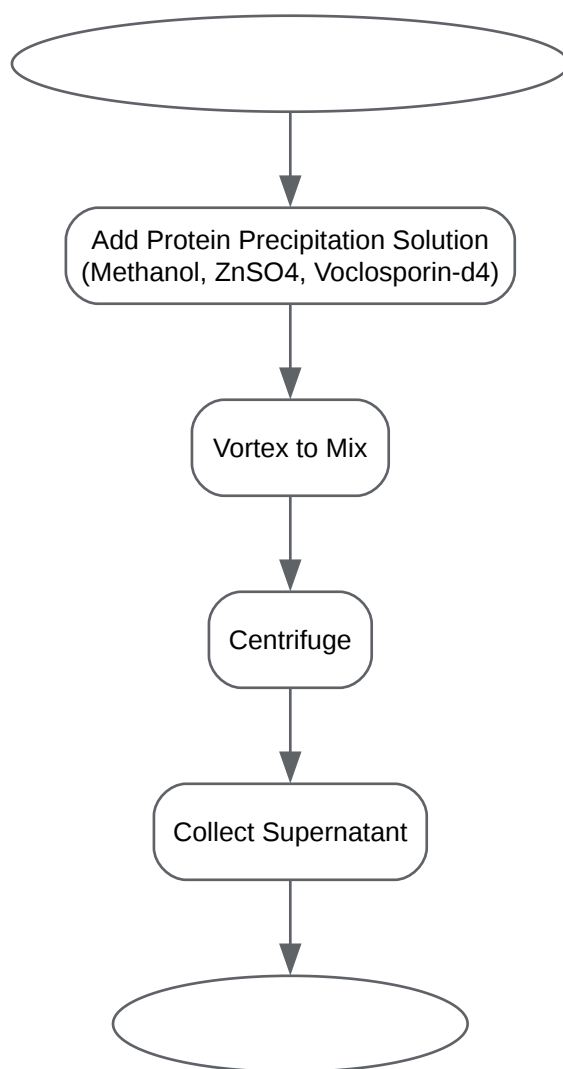 Add Protein Precipitation Solution
(Methanol, ZnSO4, Voclosporin-d4)
Vortex to Mix
Centrifuge
Collect Supernatant